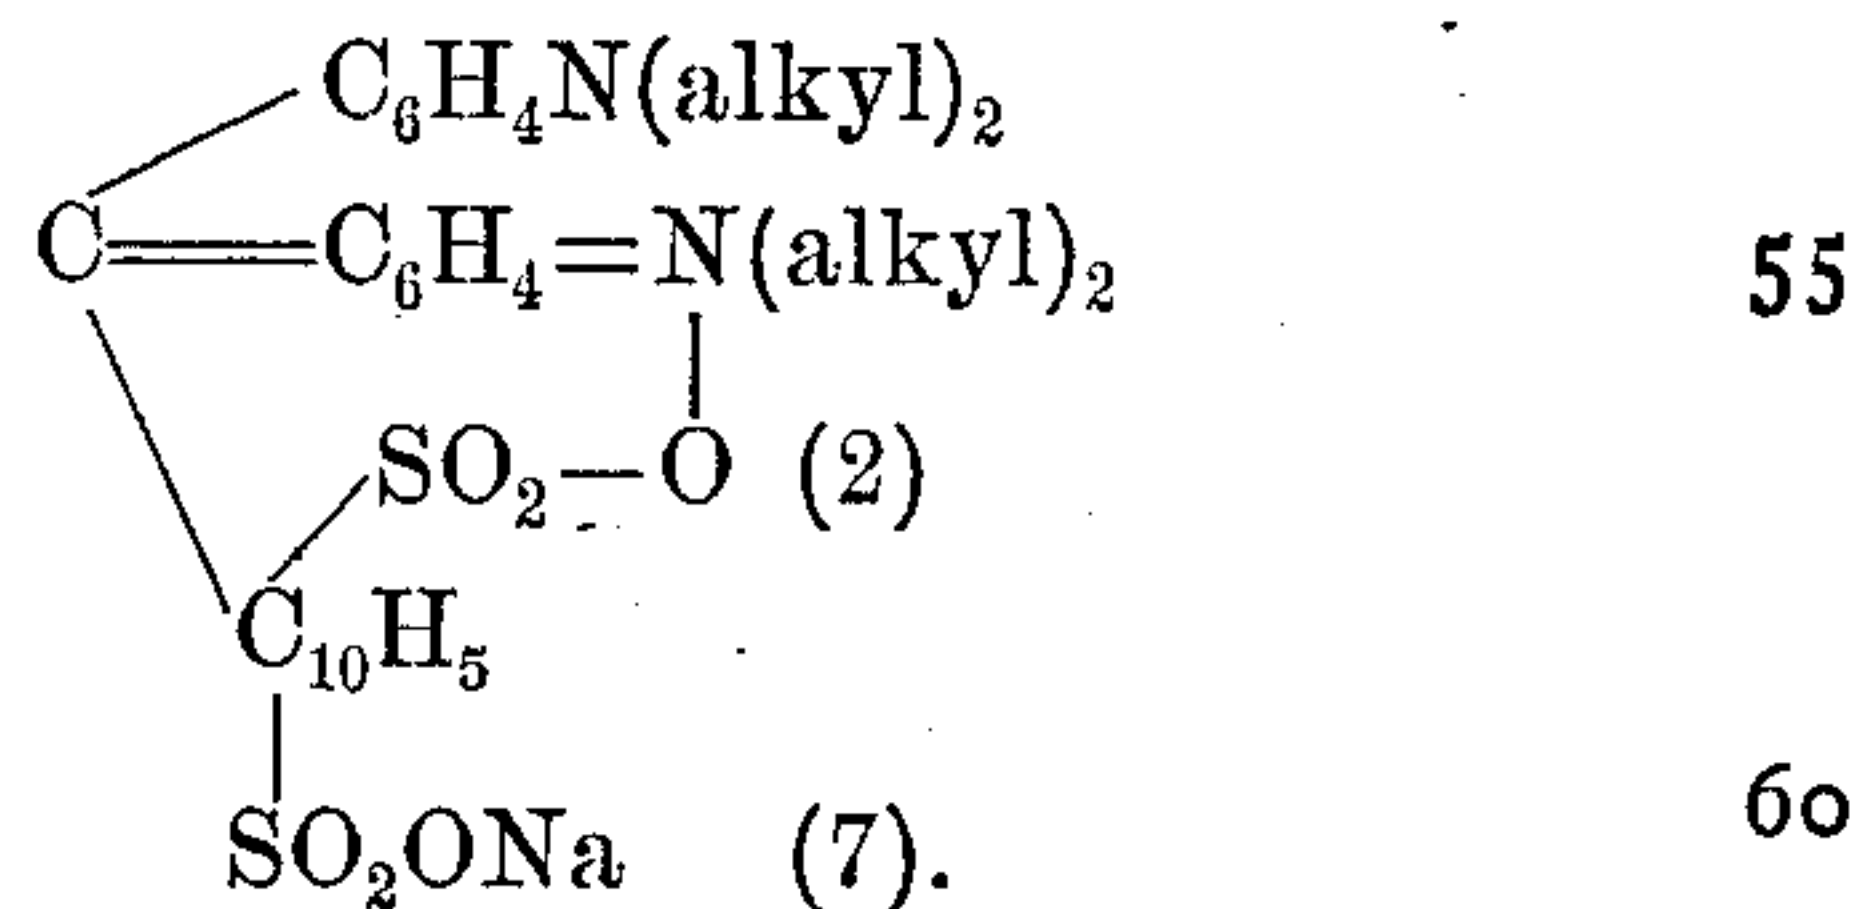 C₆H₄N(alkyl)₂
C=C₆H₄=N(alkyl)₂ 55
SO₂—O (2)
C₁₀H₅
60
SO₂ONa (7).